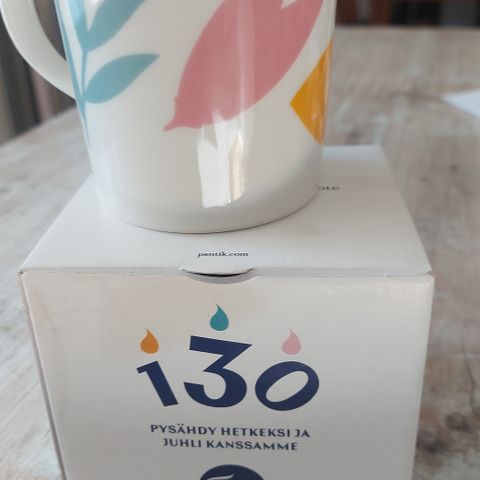 pentik.com
130
PYSÄHDY HETKEKSI JA
JUHLI KANSSAMME